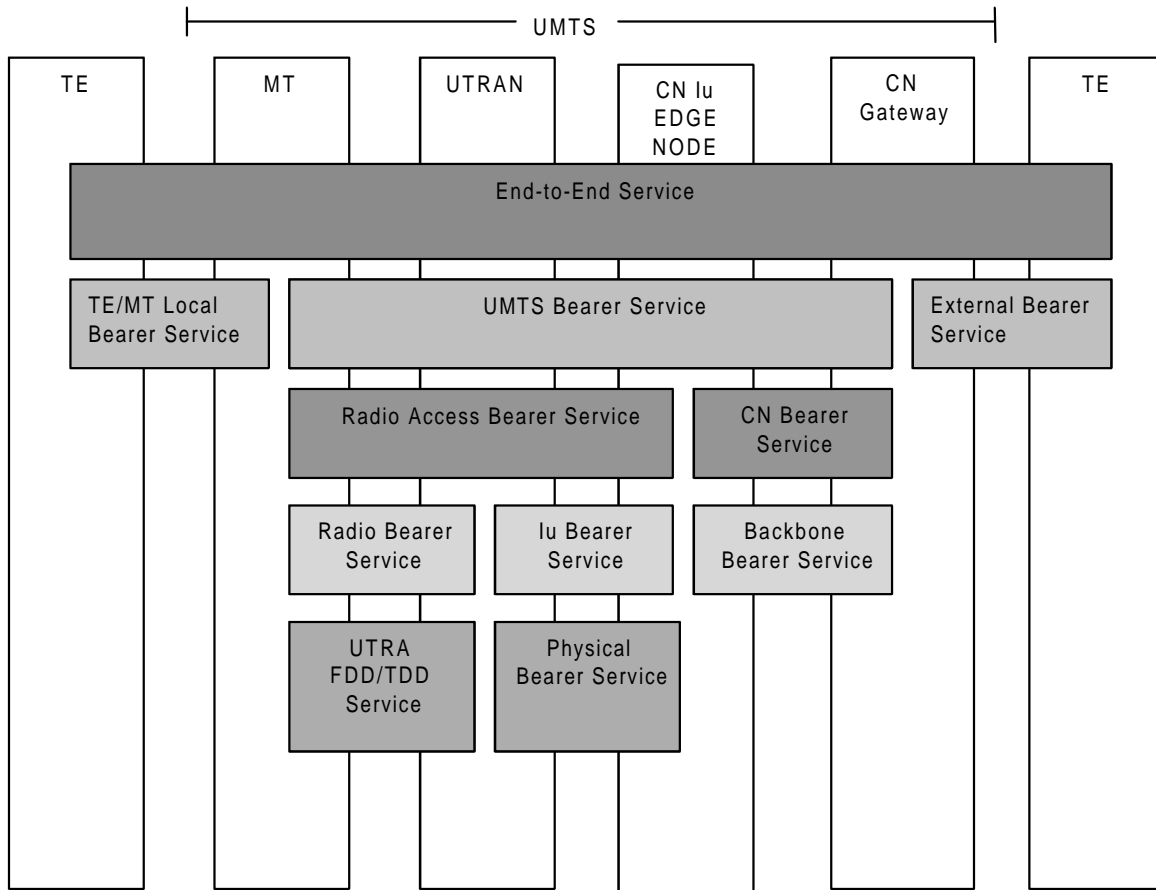 UMTS
TE
MT
UTRAN
CN Iu
EDGE
NODE
CN
Gateway
TE
End-to-End Service
TE/MT Local
Bearer Service
UMTS Bearer Service
External Bearer
Service
Radio Access Bearer Service
CN Bearer
Service
Radio Bearer
Service
Iu Bearer
Service
Backbone
Bearer Service
UTRA
FDD/TDD
Service
Physical
Bearer Service